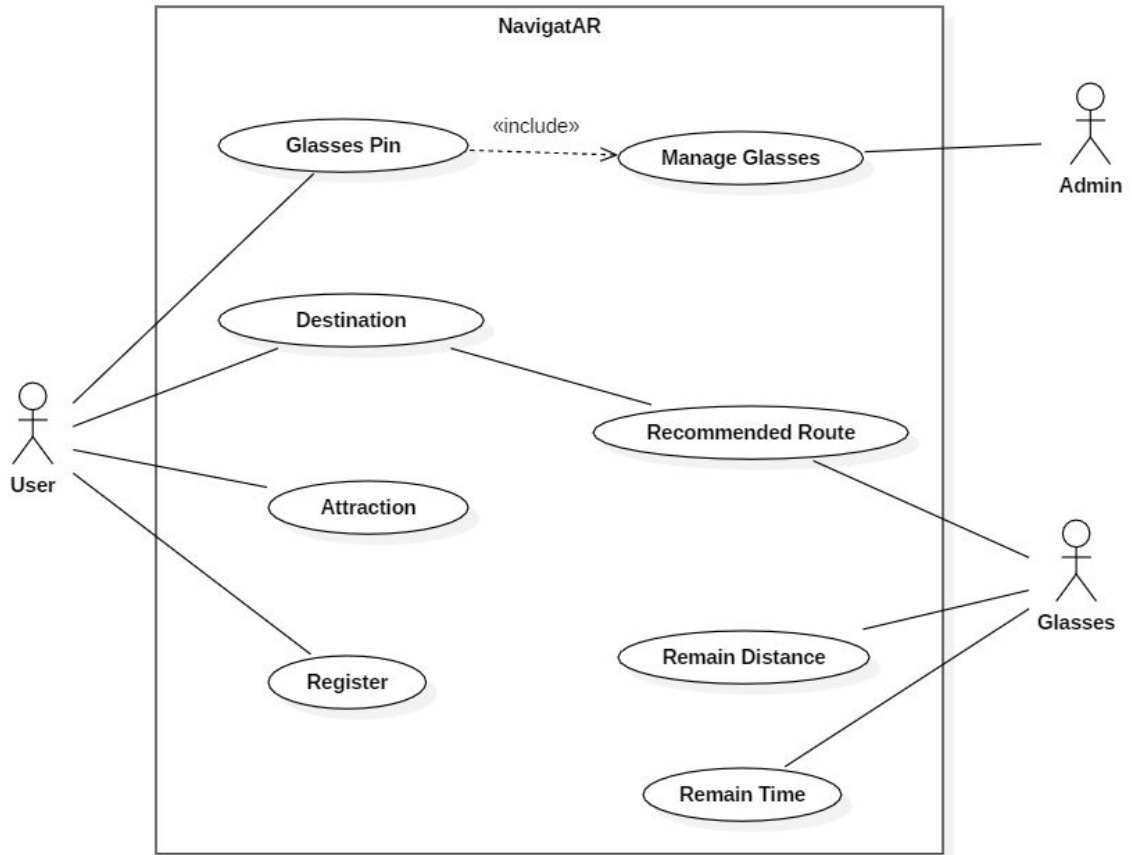 NavigatAR
«include»
Glasses Pin
Manage Glasses
Admin
Destination
Recommended Route
User
Attraction
Glasses
Remain Distance
Register
Remain Time